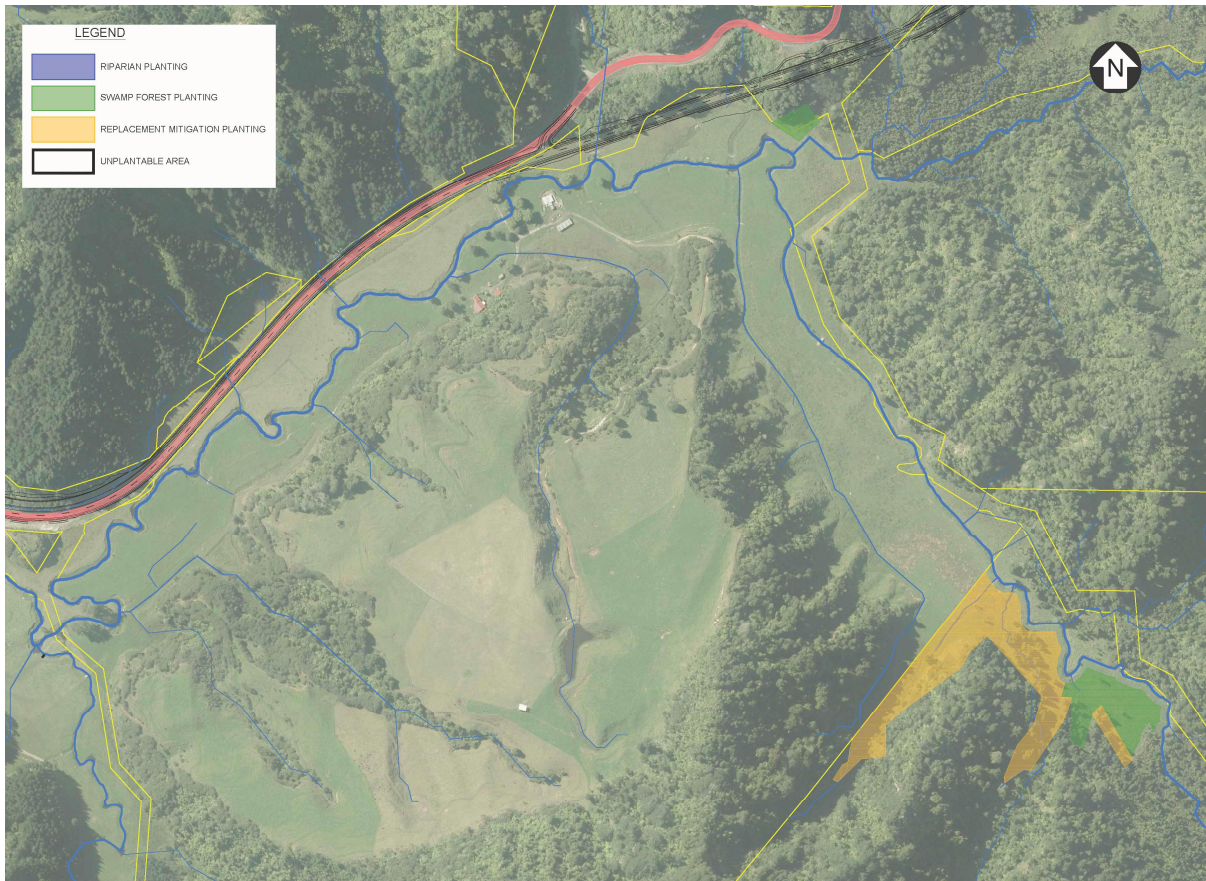 LEGEND
RIPARIAN PLANTING
SWAMP FOREST PLANTING
REPLACEMENT MITIGATION PLANTING
UNPLANTABLE AREA
N